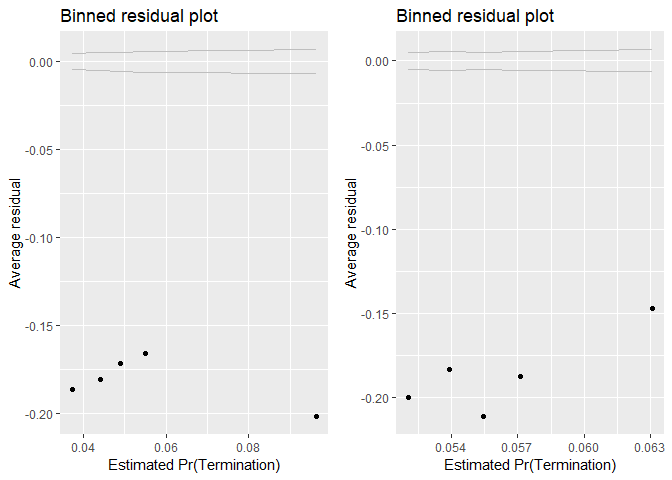 Binned residual plot
Average residual
0.00
-0.05
-0.10
-0.15
-0.20
0.04 0.06 0.08
Estimated Pr(Termination)
Binned residual plot
Average residual
0.00
-0.05
-0.10
-0.15
-0.20
0.054 0.057 0.060 0.063
Estimated Pr(Termination)